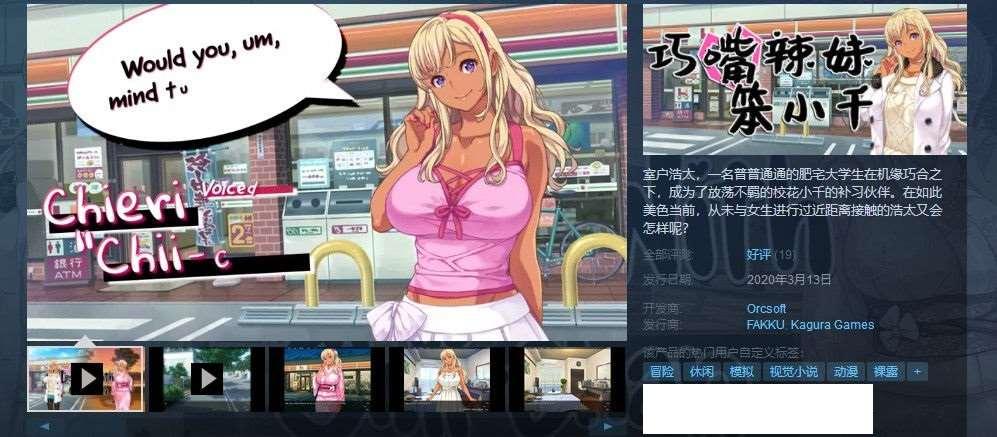 Would you, um,
mind tu
Chieri
Voiced
"Chii- c
銀行
ATM
巧嘴辣妹
笨小千
室户浩太，一名普普通通的肥宅大学生在机缘巧合之
下，成为了放荡不羁的校花小千的补习伙伴。在如此
美色当前，从未与女生进行过近距离接触的浩太又会
怎样呢？
全部评测: 好评 (19)
发行日期: 2020年3月13日
开发商: Orcsoft
发行商: FAKKU, Kagura Games
该产品的热门用户自定义标签：
冒险 休闲 模拟 视觉小说 动漫 裸露 +